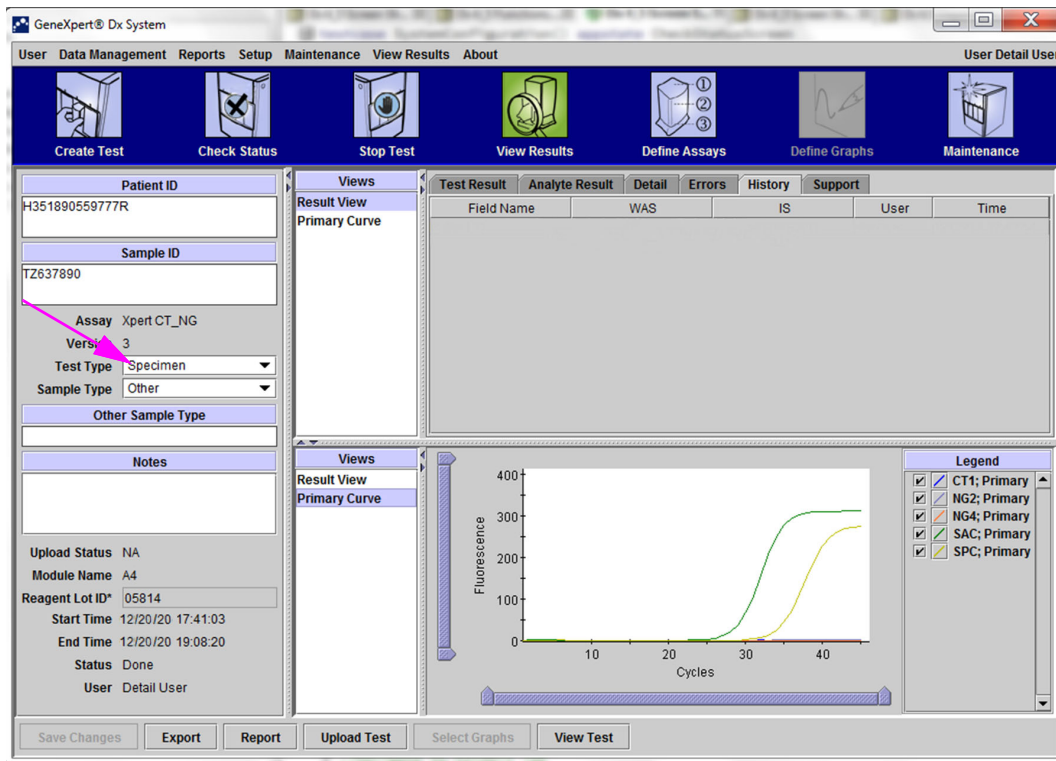 GeneXpert® Dx System
User Data Management Reports Setup Maintenance View Results About User Detail User
Create Test Check Status Stop Test View Results Define Assays Define Graphs Maintenance
1
2
3
Patient ID
H351890559777R
Sample ID
TZ637890
Assay Xpert CT_NG
Version 3
Test Type Specimen
Sample Type Other
Other Sample Type
Notes
Upload Status NA
Module Name A4
Reagent Lot ID* 05814
Start Time 12/20/20 17:41:03
End Time 12/20/20 19:08:20
Status Done
User Detail User
Views
Result View
Primary Curve
Test Result Analyte Result Detail Errors History Support
Field Name WAS IS User Time
Views
Result View
Primary Curve
Fluorescence
400
300
200
100
0
10 20 30 40
Cycles
Legend
CT1; Primary
NG2; Primary
NG4; Primary
SAC; Primary
SPC; Primary
Save Changes Export Report Upload Test Select Graphs View Test